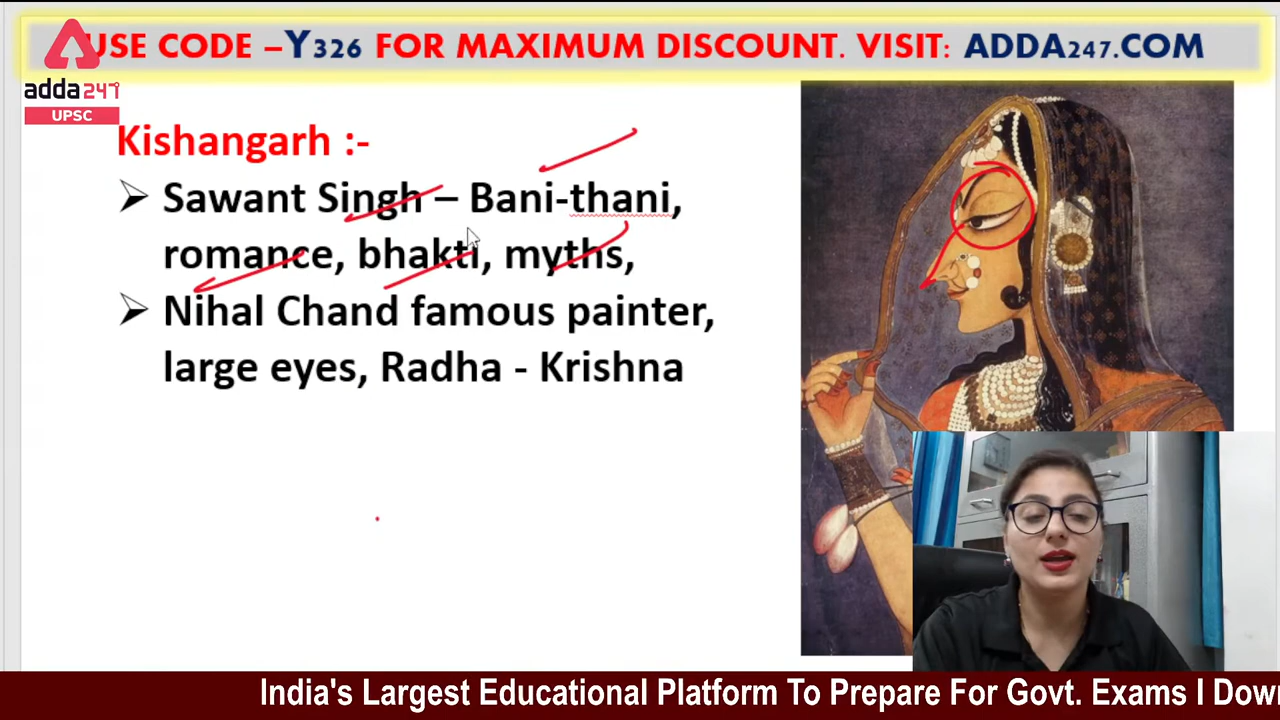 USE CODE –Y326 FOR MAXIMUM DISCOUNT. VISIT: ADDA247.COM
adda247
UPSC
Kishangarh :-
➢ Sawant Singh – Bani-thani,
romance, bhakti, myths,
➢ Nihal Chand famous painter,
large eyes, Radha - Krishna
India's Largest Educational Platform To Prepare For Govt. Exams I Down